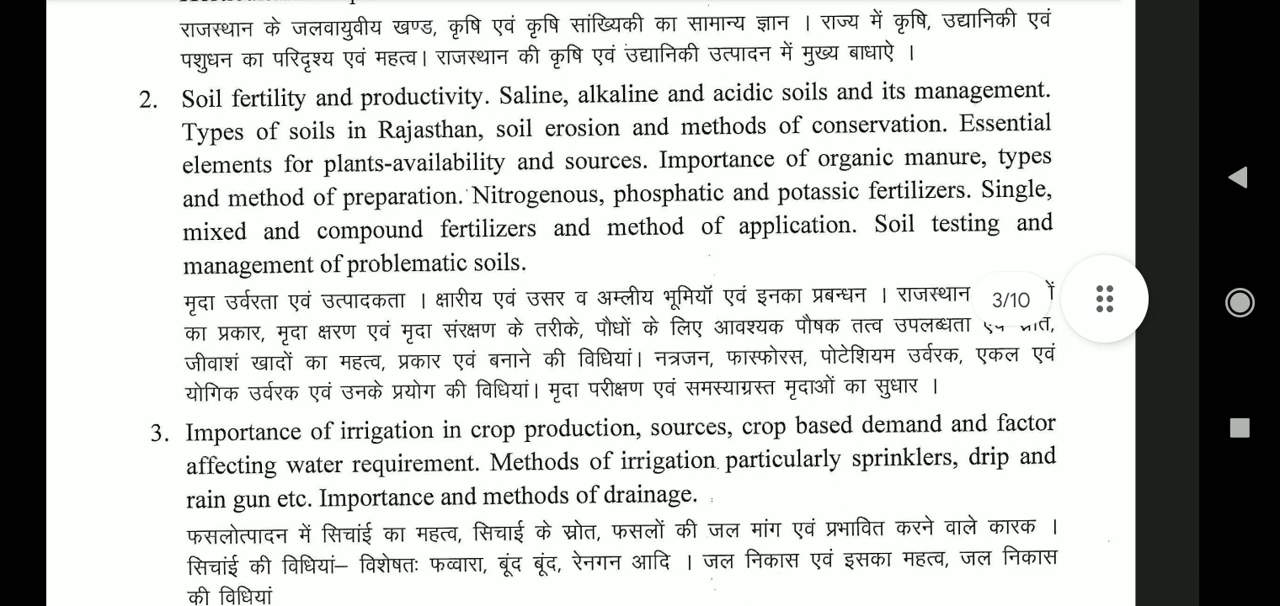 राजस्थान के जलवायुवीय खण्ड, कृषि एवं कृषि सांख्यिकी का सामान्य ज्ञान । राज्य में कृषि, उद्यानिकी एवं
पशुधन का परिदृश्य एवं महत्व। राजस्थान की कृषि एवं उद्यानिकी उत्पादन में मुख्य बाधाऐ ।
2. Soil fertility and productivity. Saline, alkaline and acidic soils and its management.
Types of soils in Rajasthan, soil erosion and methods of conservation. Essential
elements for plants-availability and sources. Importance of organic manure, types
and method of preparation. Nitrogenous, phosphatic and potassic fertilizers. Single,
mixed and compound fertilizers and method of application. Soil testing and
management of problematic soils.
मृदा उर्वरता एवं उत्पादकता । क्षारीय एवं उसर व अम्लीय भूमियॉ एवं इनका प्रबन्धन । राजस्थान
3/10
का प्रकार, मृदा क्षरण एवं मृदा संरक्षण के तरीके, पौधों के लिए आवश्यक पौषक तत्व उपलब्धता
जीवाशं खादों का महत्व, प्रकार एवं बनाने की विधियां। नत्रजन, फास्फोरस, पोटेशियम उर्वरक, एकल एवं
योगिक उर्वरक एवं उनके प्रयोग की विधियां। मृदा परीक्षण एवं समस्याग्रस्त मृदाओं का सुधार ।
3. Importance of irrigation in crop production, sources, crop based demand and factor
affecting water requirement. Methods of irrigation particularly sprinklers, drip and
rain gun etc. Importance and methods of drainage.
फसलोत्पादन में सिचांई का महत्व, सिचाई के स्रोत, फसलों की जल मांग एवं प्रभावित करने वाले कारक ।
सिचांई की विधियां– विशेषतः फव्वारा, बूंद बूंद, रेनगन आदि । जल निकास एवं इसका महत्व, जल निकास
की विधियां